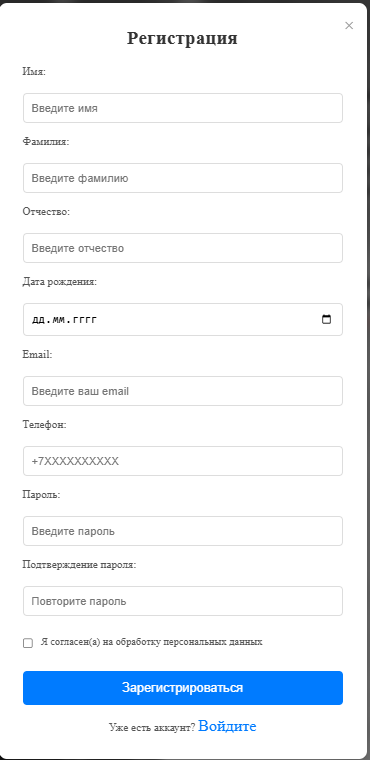 ×
Регистрация
Имя:
Введите имя
Фамилия:
Введите фамилию
Отчество:
Введите отчество
Дата рождения:
дд.мм.гггг
Email:
Введите ваш email
Телефон:
+7XXXXXXXXXX
Пароль:
Введите пароль
Подтверждение пароля:
Повторите пароль
Я согласен(а) на обработку персональных данных
Зарегистрироваться
Уже есть аккаунт? Войдите